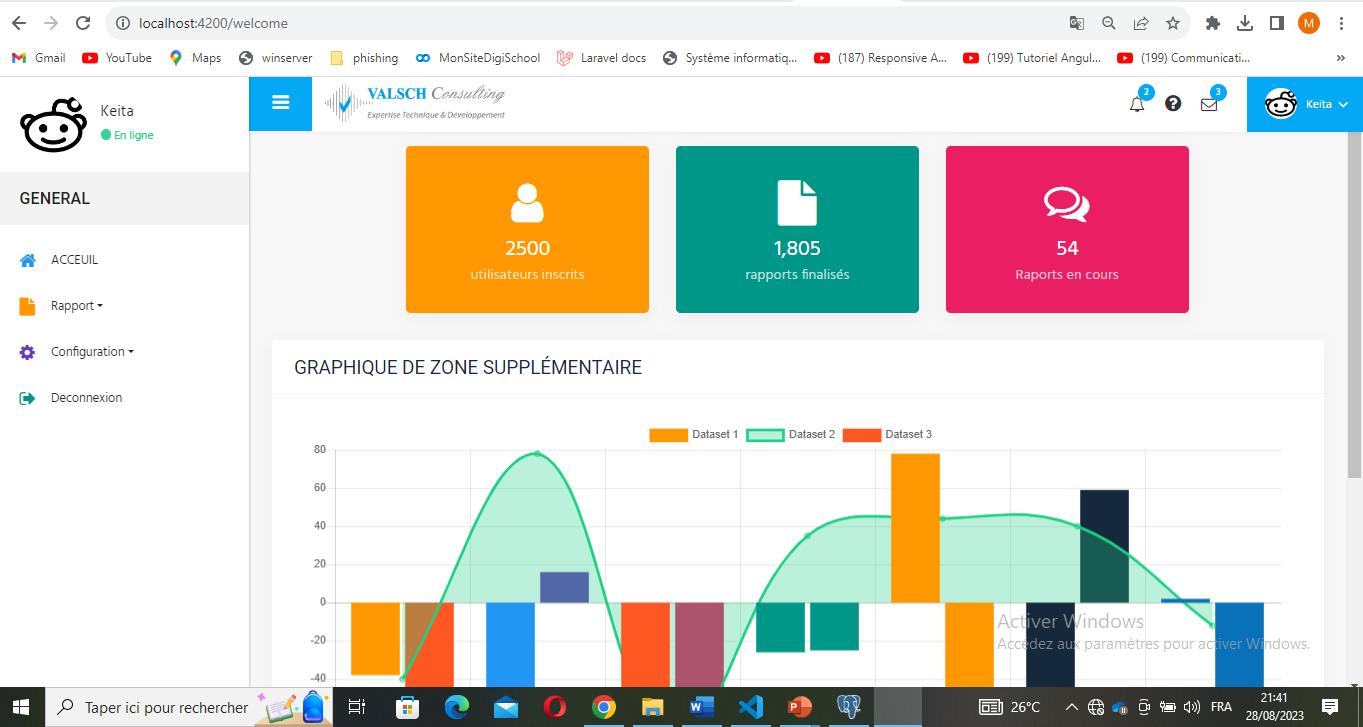 localhost:4200/welcome
M
Gmail
YouTube
Maps
winserver
phishing
MonSiteDigiSchool
Laravel docs
Système informatiq...
(187) Responsive A...
(199) Tutoriel Angul...
(199) Communicati...
»
Keita
En ligne
VALSCH Consulting
Expertise Technique & Développement
2
3
Keita
GENERAL
ACCEUIL
Rapport
Configuration
Deconnexion
2500
utilisateurs inscrits
1,805
rapports finalisés
54
Raports en cours
GRAPHIQUE DE ZONE SUPPLÉMENTAIRE
Dataset 1
Dataset 2
Dataset 3
80
60
40
20
0
-20
-40
Activer Windows
Accédez aux paramètres pour activer Windows.
Taper ici pour rechercher
26°C
FRA
21:41
28/08/2023